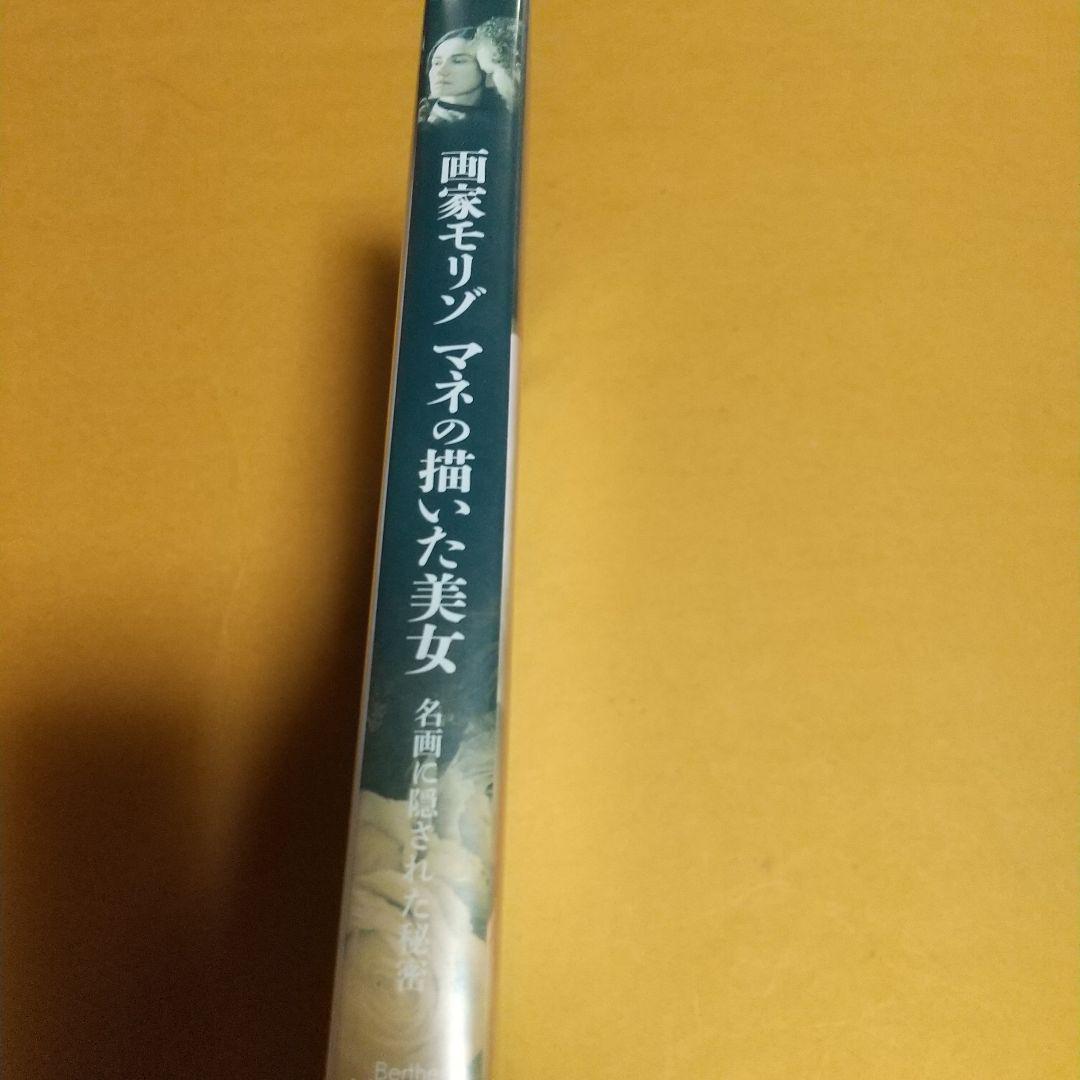 画家モリゾ マネの描いた美女
名画に隠された秘密
Berthe